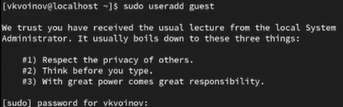 [vkvoinov@localhost ~]$ sudo useradd guest
We trust you have received the usual lecture from the local System
Administrator. It usually boils down to these three things:
#1) Respect the privacy of others.
#2) Think before you type.
#3) With great power comes great responsibility.
[sudo] password for vkvoinov: